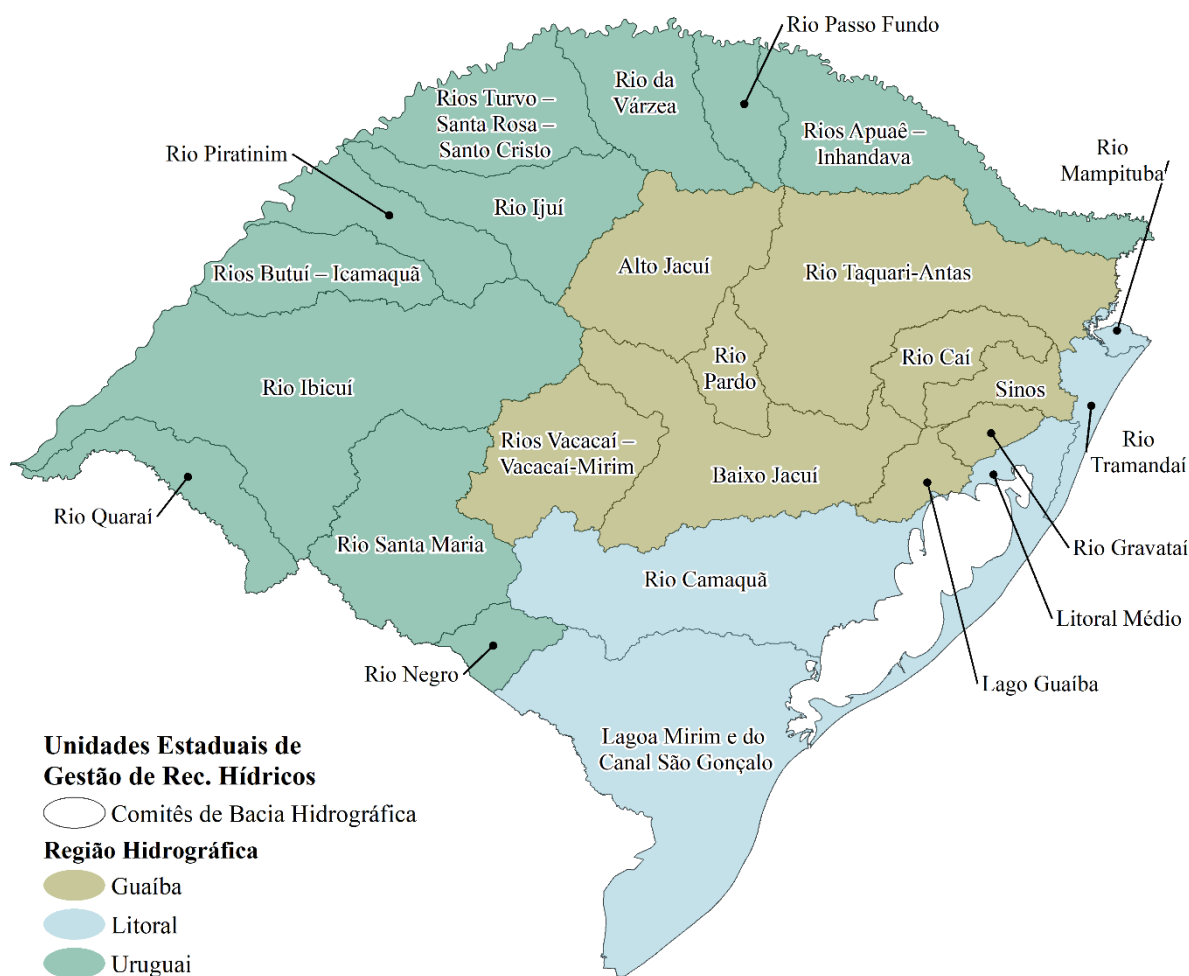 Rio Passo Fundo
Rio da
Várzea
Rios Turvo –
Santa Rosa –
Santo Cristo
Rios Apuaê –
Inhandava
Rio
Mampituba
Rio Piratinim
Rio Ijuí
Alto Jacuí
Rio Taquari-Antas
Rios Butuí – Icamaquã
Rio
Pardo
Rio Caí
Rio Ibicuí
Sinos
Rios Vacacaí –
Vacacaí-Mirim
Rio
Tramandaí
Baixo Jacuí
Rio Quaraí
Rio Santa Maria
Rio Gravataí
Rio Camaquã
Litoral Médio
Rio Negro
Lago Guaíba
Lagoa Mirim e do
Canal São Gonçalo
Unidades Estaduais de
Gestão de Rec. Hídricos
Comitês de Bacia Hidrográfica
Região Hidrográfica
Guaíba
Litoral
Uruguai